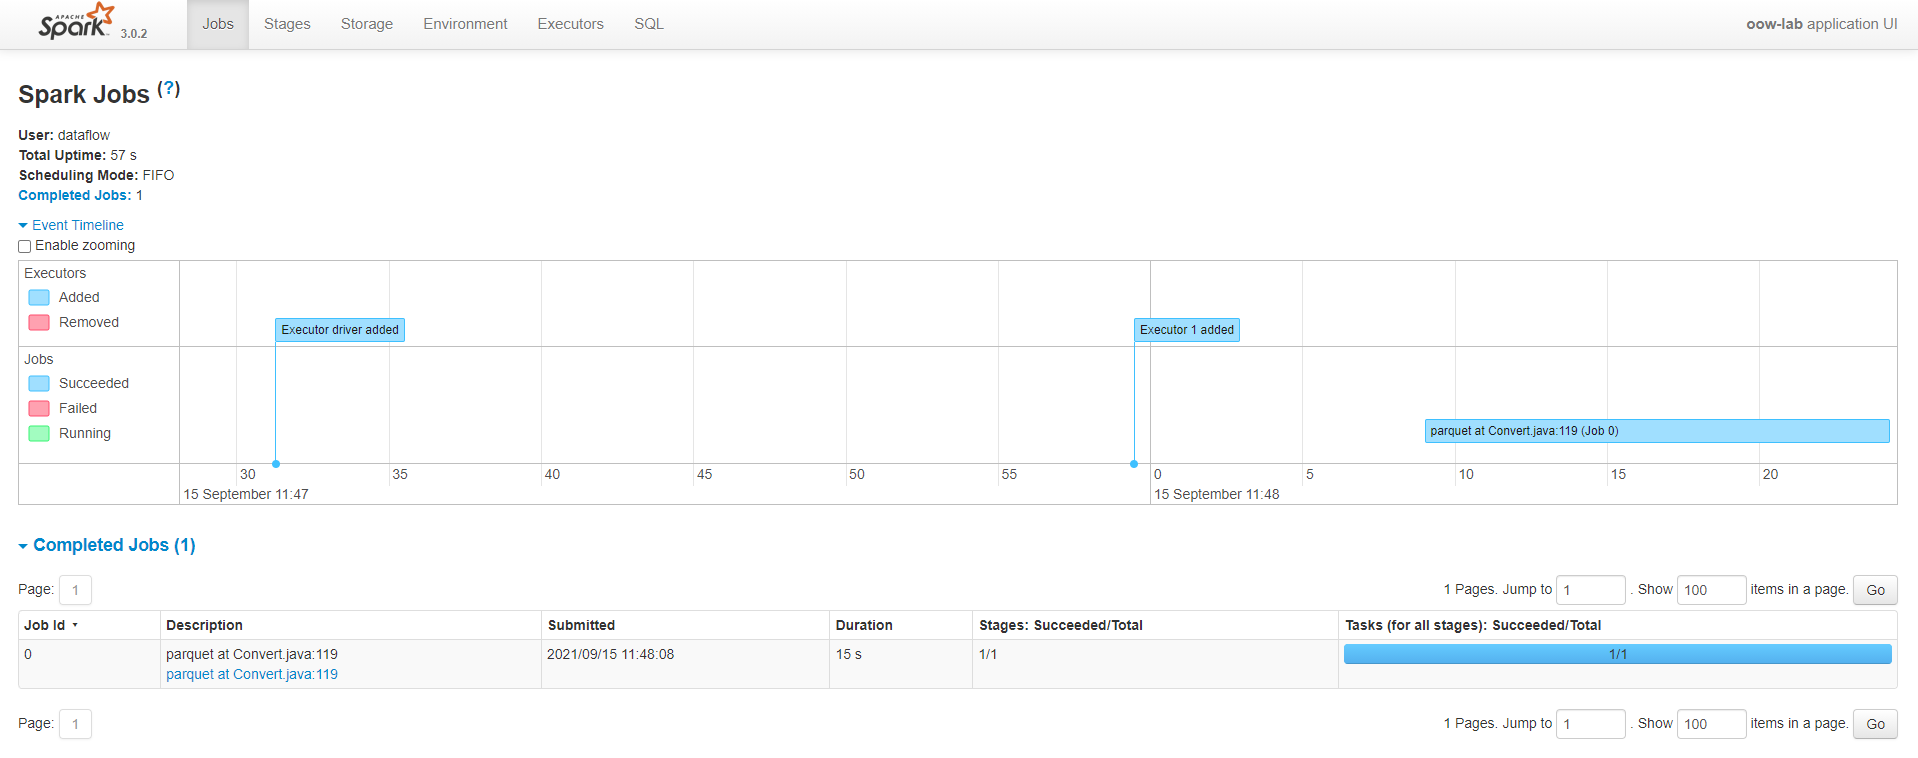 APACHE
Spark 3.0.2 Jobs Stages Storage Environment Executors SQL oow-lab application UI
Spark Jobs (?)
User: dataflow
Total Uptime: 57 s
Scheduling Mode: FIFO
Completed Jobs: 1
Event Timeline
Enable zooming
Executors
Added
Removed
Executor driver added Executor 1 added
Jobs
Succeeded
Failed
Running
parquet at Convert.java:119 (Job 0)
30 35 40 45 50 55 0 5 10 15 20
15 September 11:47 15 September 11:48
Completed Jobs (1)
Page: 1 1 Pages. Jump to 1 . Show 100 items in a page. Go
Job Id Description Submitted Duration Stages: Succeeded/Total Tasks (for all stages): Succeeded/Total
0 parquet at Convert.java:119 2021/09/15 11:48:08 15 s 1/1 1/1
parquet at Convert.java:119
Page: 1 1 Pages. Jump to 1 . Show 100 items in a page. Go